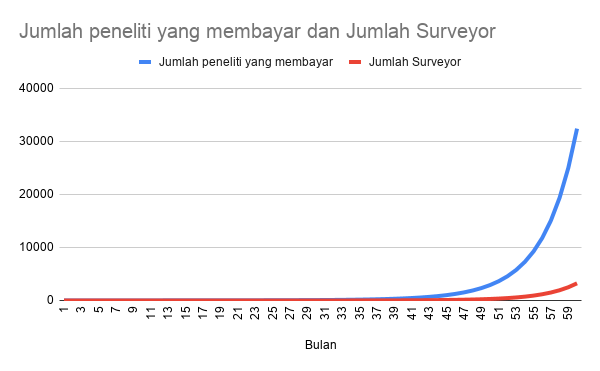 Jumlah peneliti yang membayar dan Jumlah Surveyor
Jumlah peneliti yang membayar Jumlah Surveyor
40000
30000
20000
10000
0
1 3 5 7 9 11 13 15 17 19 21 23 25 27 29 31 33 35 37 39 41 43 45 47 49 51 53 55 57 59
Bulan